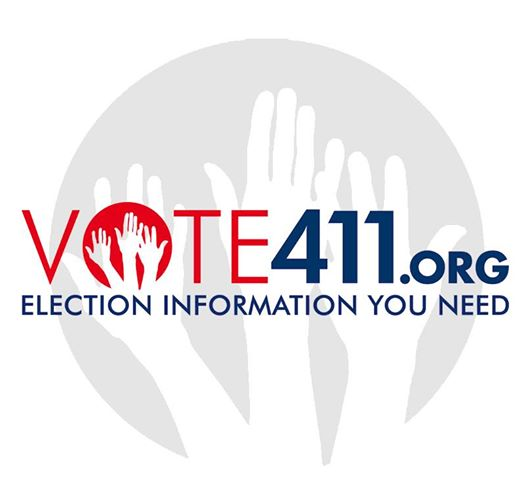 VOTE411.ORG
ELECTION INFORMATION YOU NEED